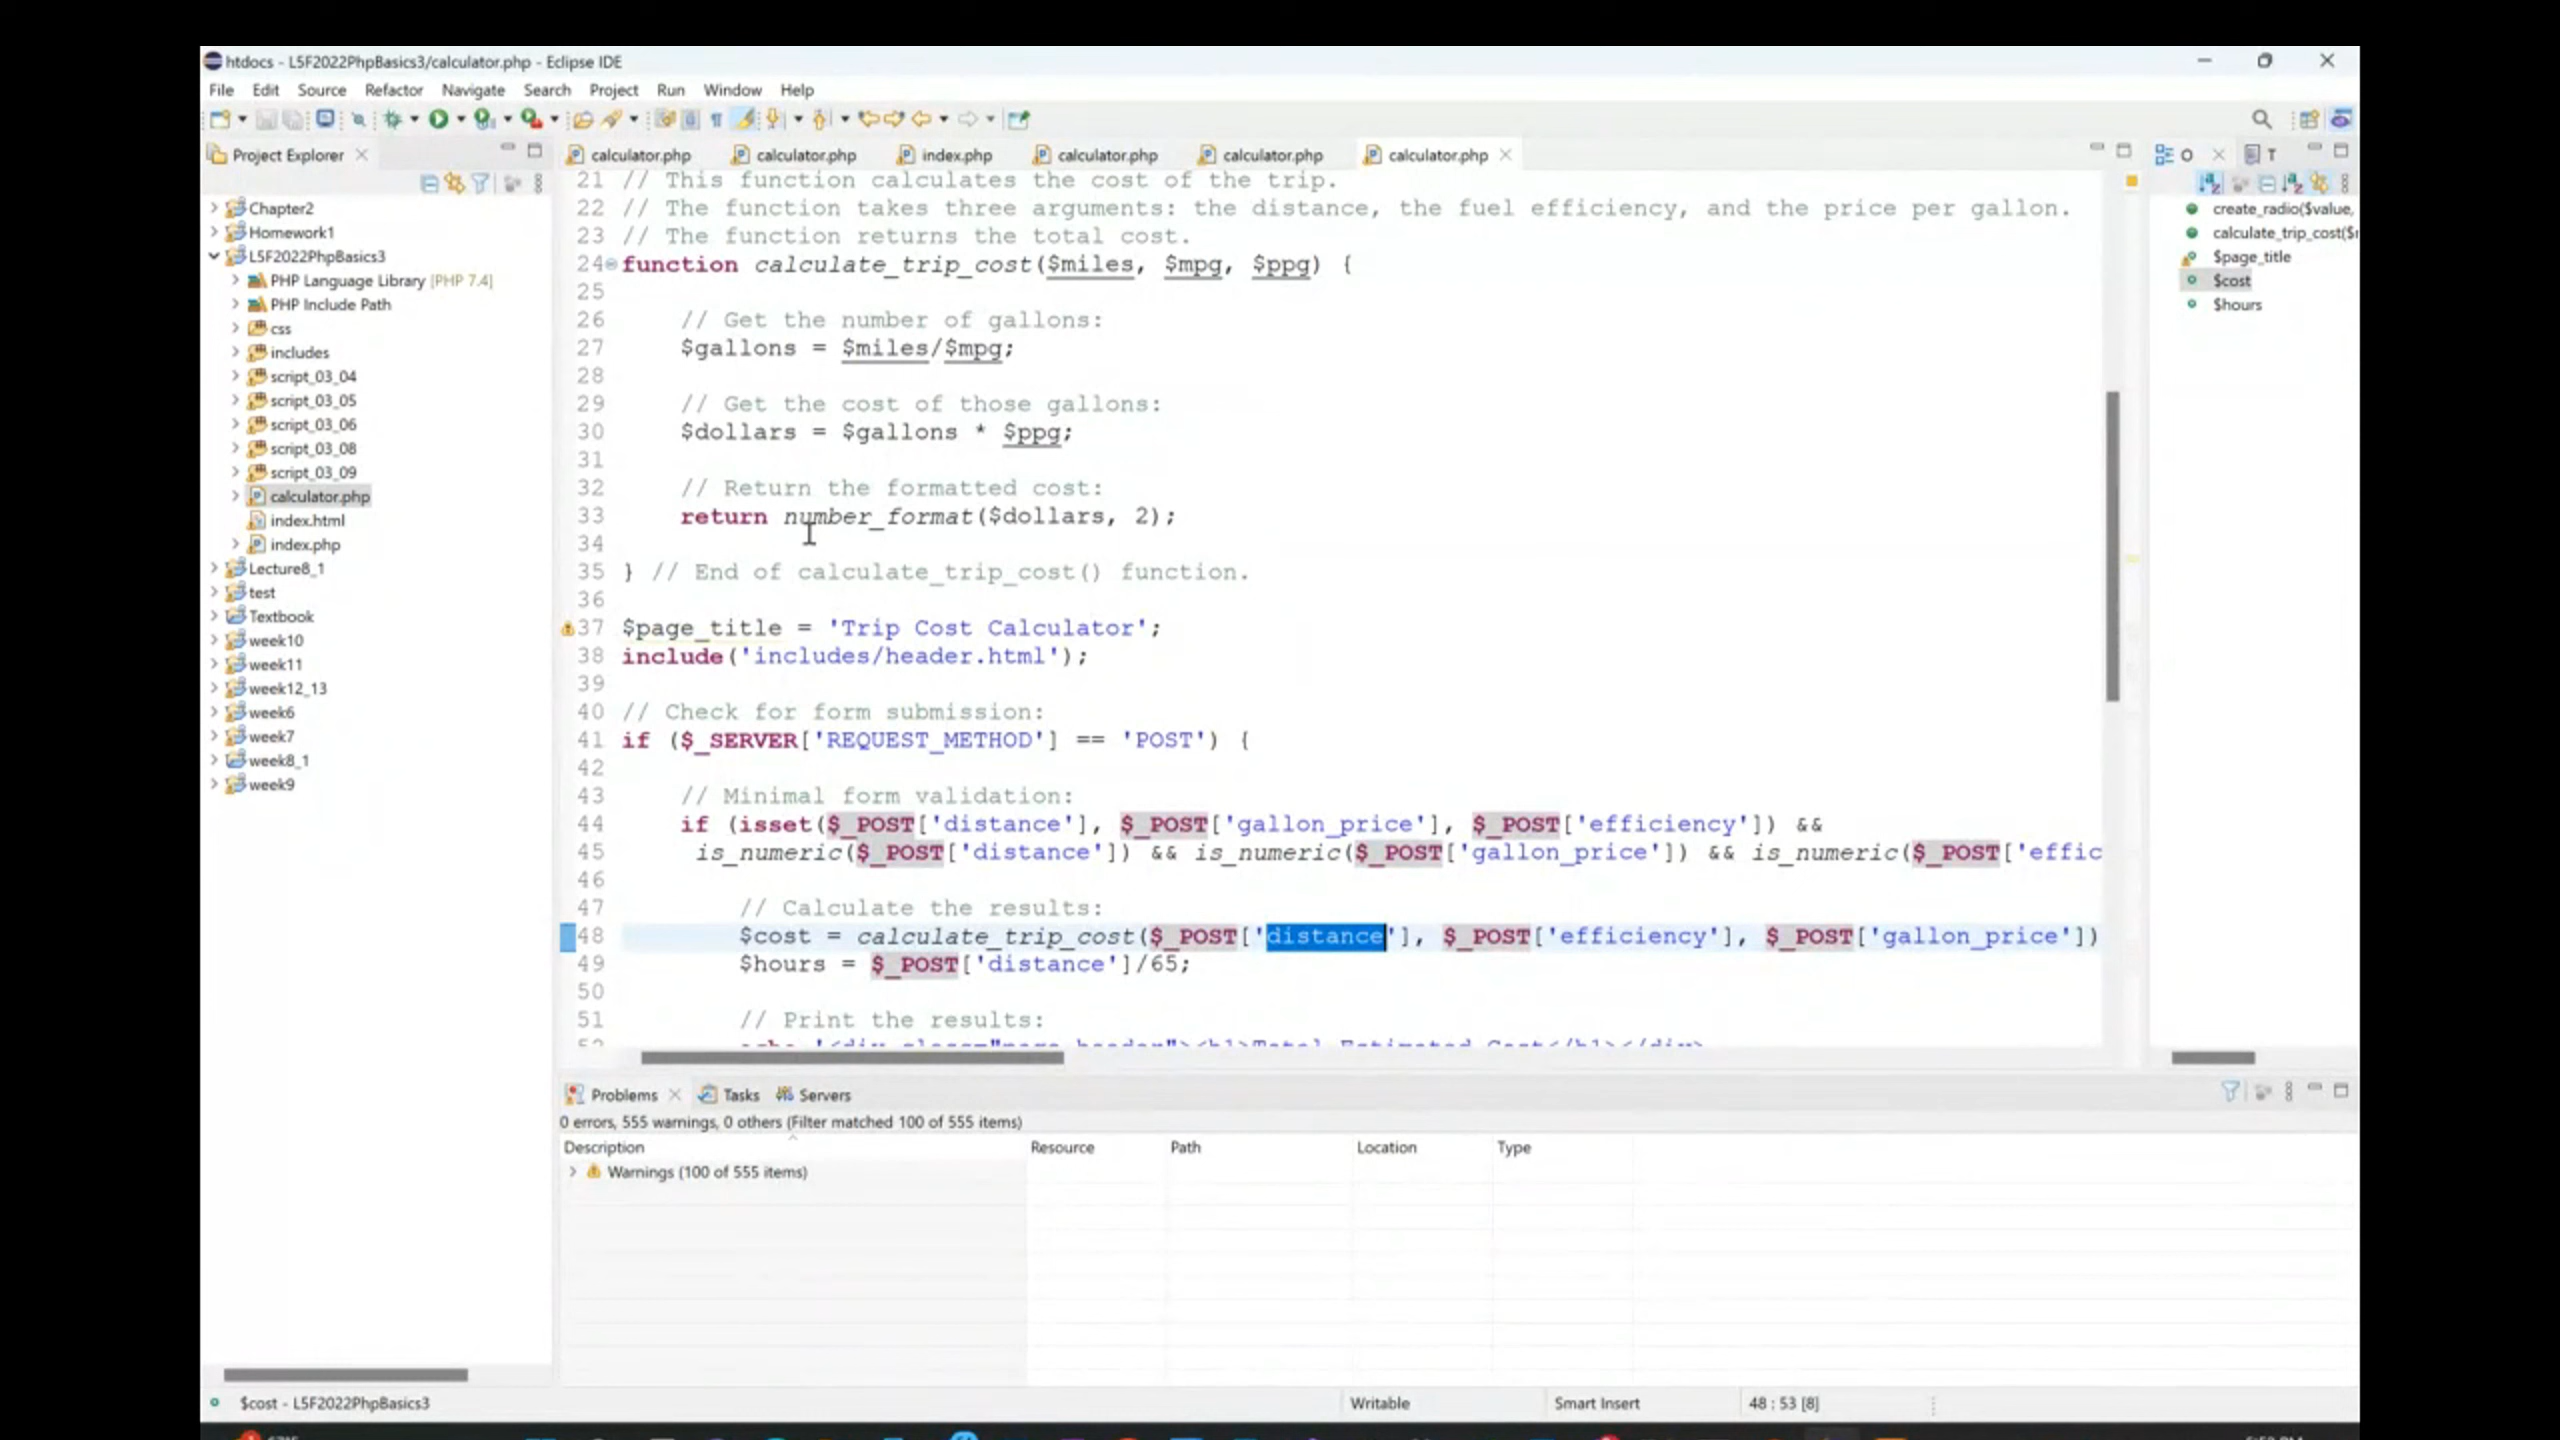 htdocs - L5F2022PhpBasics3/calculator.php - Eclipse IDE
File Edit Source Refactor Navigate Search Project Run Window Help
Project Explorer
calculator.php calculator.php index.php calculator.php calculator.php calculator.php
O T
Chapter2
Homework1
L5F2022PhpBasics3
PHP Language Library [PHP 7.4]
PHP Include Path
css
includes
script_03_04
script_03_05
script_03_06
script_03_08
script_03_09
calculator.php
index.html
index.php
Lecture8_1
test
Textbook
week10
week11
week12_13
week6
week7
week8_1
week9
21 // This function calculates the cost of the trip.
22 // The function takes three arguments: the distance, the fuel efficiency, and the price per gallon.
23 // The function returns the total cost.
24 function calculate_trip_cost($miles, $mpg, $ppg) {
25
26 // Get the number of gallons:
27 $gallons = $miles/$mpg;
28
29 // Get the cost of those gallons:
30 $dollars = $gallons * $ppg;
31
32 // Return the formatted cost:
33 return number_format($dollars, 2);
34
35 } // End of calculate_trip_cost() function.
36
37 $page_title = 'Trip Cost Calculator';
38 include('includes/header.html');
39
40 // Check for form submission:
41 if ($_SERVER['REQUEST_METHOD'] == 'POST') {
42
43 // Minimal form validation:
44 if (isset($_POST['distance'], $_POST['gallon_price'], $_POST['efficiency']) &&
45 is_numeric($_POST['distance']) && is_numeric($_POST['gallon_price']) && is_numeric($_POST['effic
46
47 // Calculate the results:
48 $cost = calculate_trip_cost($_POST['distance'], $_POST['efficiency'], $_POST['gallon_price'])
49 $hours = $_POST['distance']/65;
50
51 // Print the results:
create_radio($value,
calculate_trip_cost($r
$page_title
$cost
$hours
Problems Tasks Servers
0 errors, 555 warnings, 0 others (Filter matched 100 of 555 items)
Description Resource Path Location Type
Warnings (100 of 555 items)
$cost - L5F2022PhpBasics3 Writable Smart Insert 48 : 53 [8]